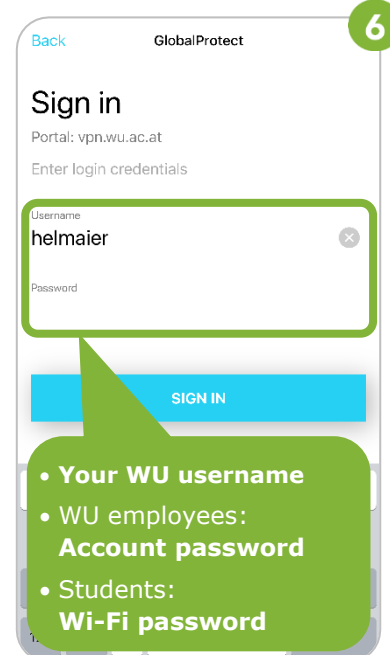 6
Back GlobalProtect
Sign in
Portal: vpn.wu.ac.at
Enter login credentials
Username
helmaier
Password
SIGN IN
• Your WU username
• WU employees:
Account password
• Students:
Wi-Fi password